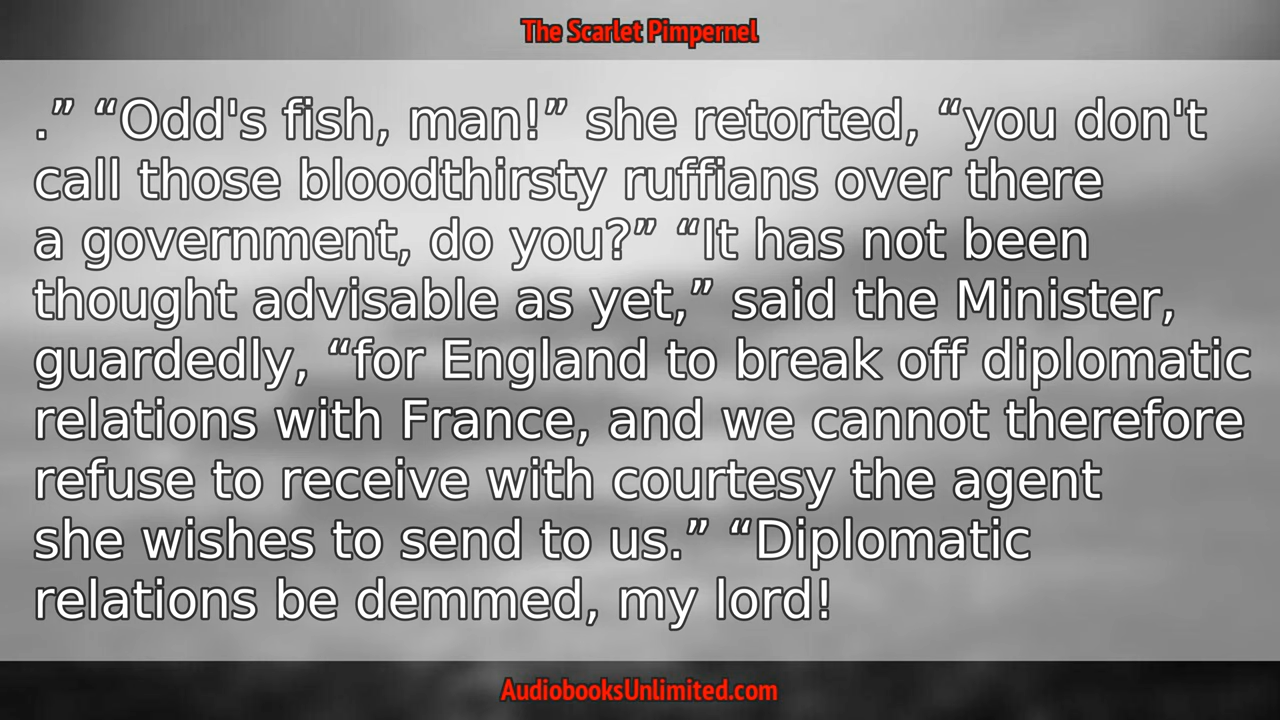 The Scarlet Pimpernel
.” “Odd's fish, man!” she retorted, “you don't
call those bloodthirsty ruffians over there
a government, do you?” “It has not been
thought advisable as yet,” said the Minister,
guardedly, “for England to break off diplomatic
relations with France, and we cannot therefore
refuse to receive with courtesy the agent
she wishes to send to us.” “Diplomatic
relations be demmed, my lord!
AudiobooksUnlimited.com